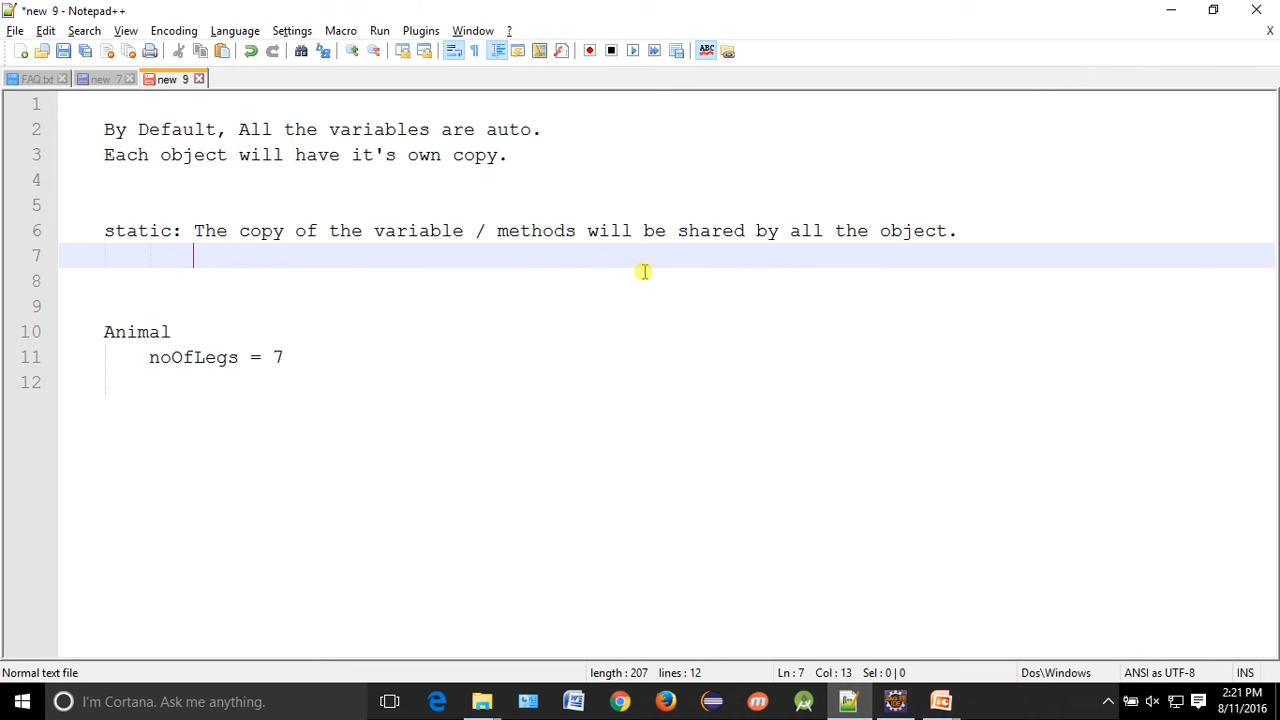 *new  9 - Notepad++
File Edit Search View Encoding Language Settings Macro Run Plugins Window ? X
FAQ.txt new  7 new  9
1
2 By Default, All the variables are auto.
3 Each object will have it's own copy.
4
5
6 static: The copy of the variable / methods will be shared by all the object.
7
8
9
10 Animal
11 noOfLegs = 7
12
Normal text file length : 207 lines : 12 Ln : 7 Col : 13 Sel : 0 | 0 Dos\Windows ANSI as UTF-8 INS
I'm Cortana. Ask me anything. 2:21 PM
8/11/2016